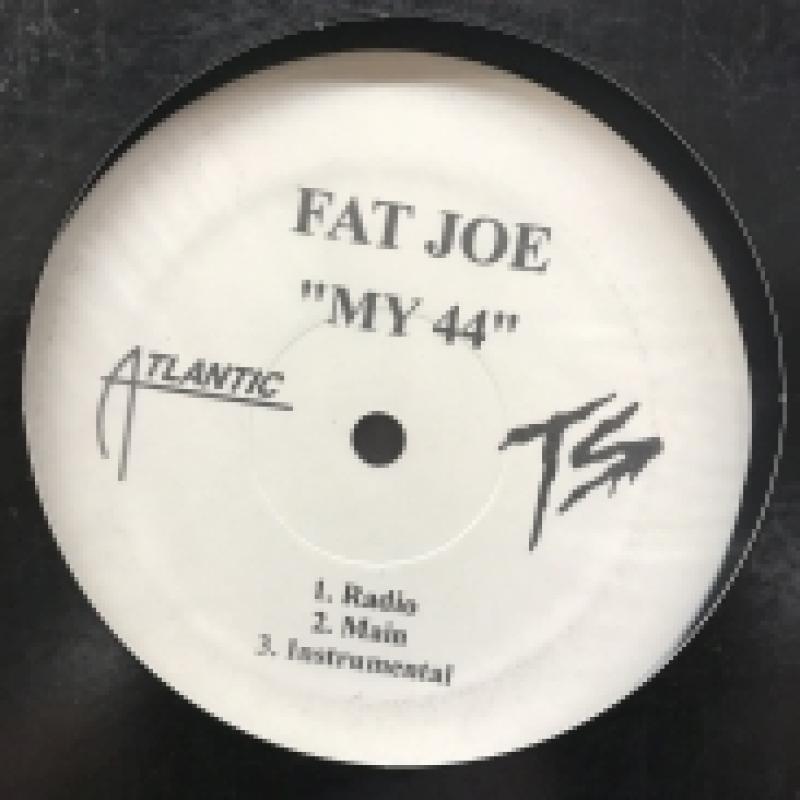 FAT JOE
"MY 44"
ATLANTIC
TS
1. Radio
2. Main
3. Instrumental